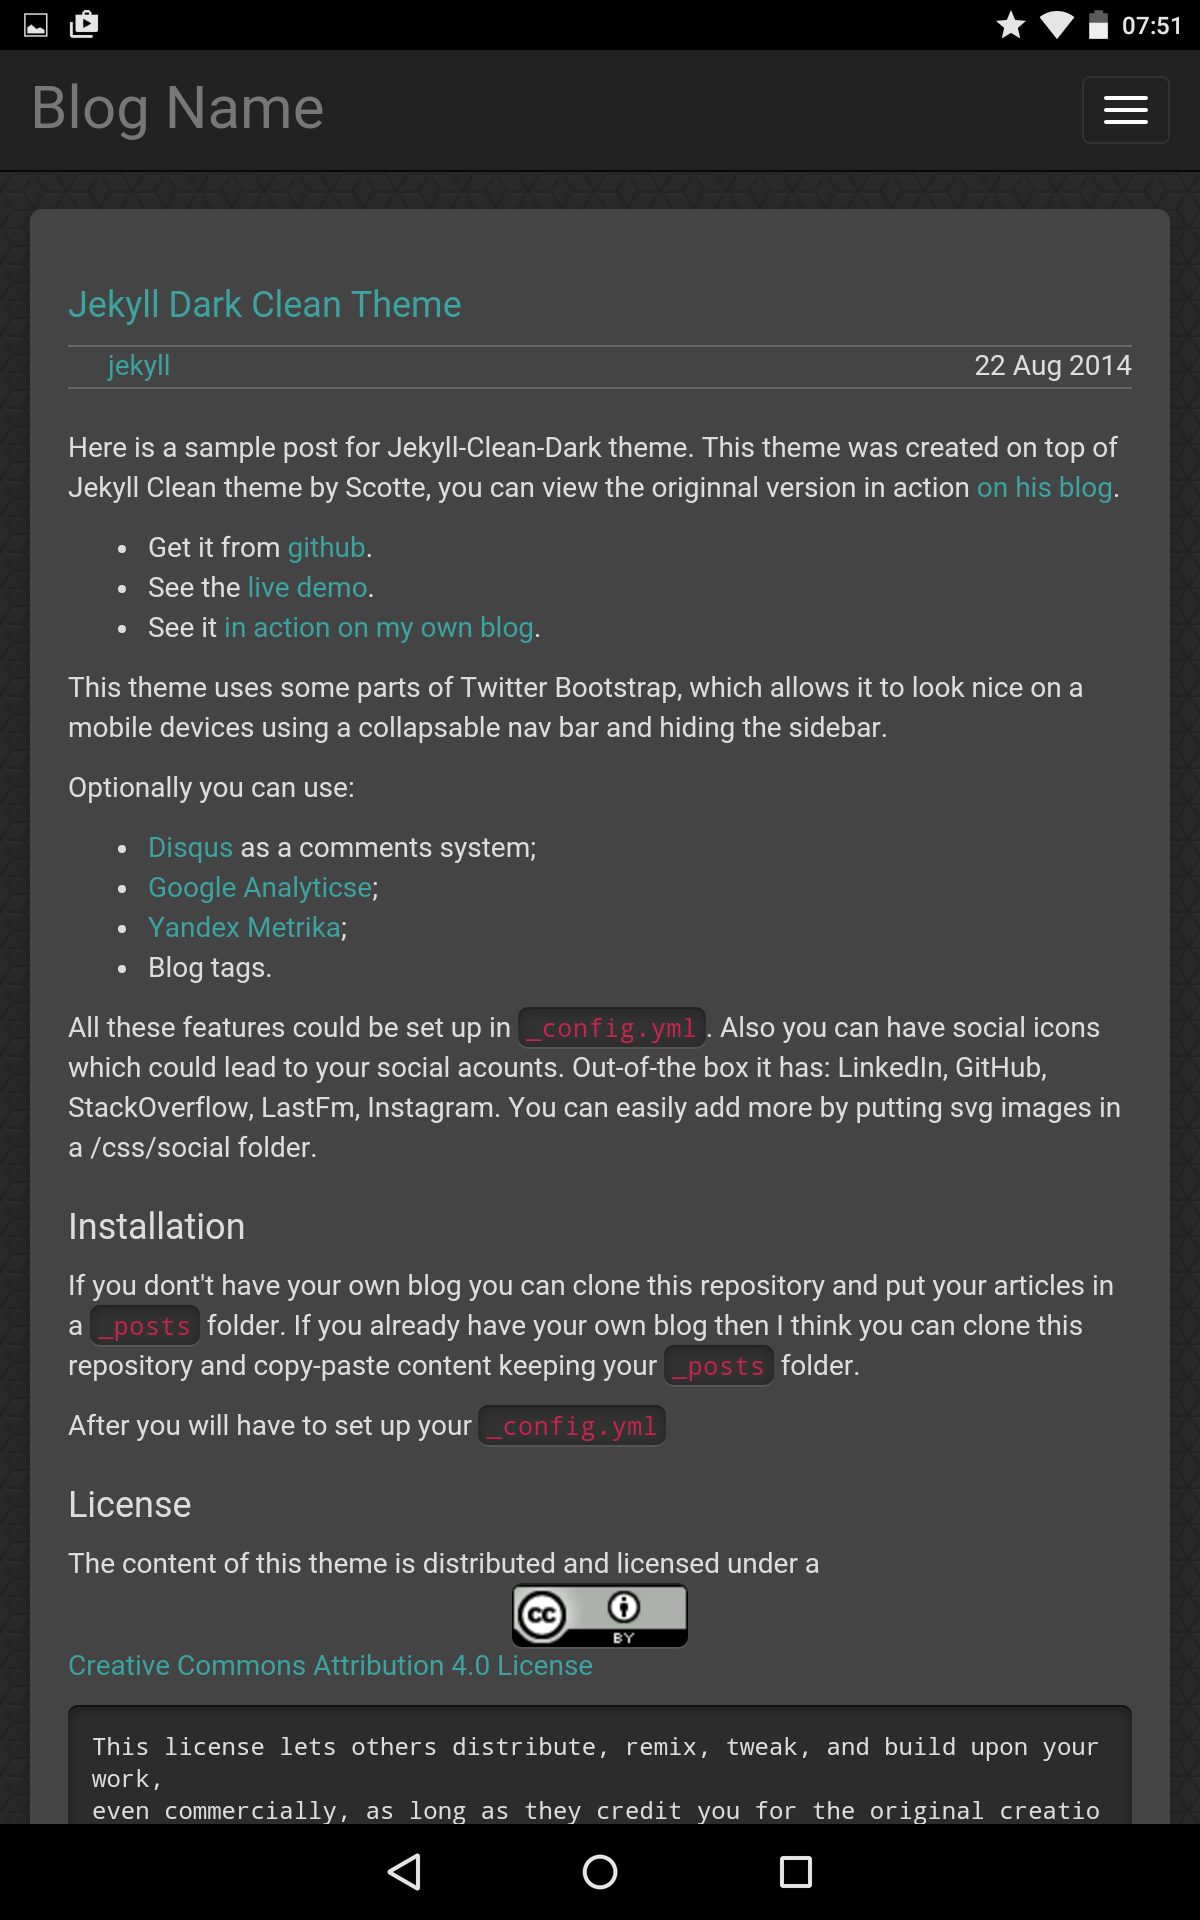 07:51
Blog Name
Jekyll Dark Clean Theme
jekyll 22 Aug 2014
Here is a sample post for Jekyll-Clean-Dark theme. This theme was created on top of
Jekyll Clean theme by Scotte, you can view the originnal version in action on his blog.
• Get it from github.
• See the live demo.
• See it in action on my own blog.
This theme uses some parts of Twitter Bootstrap, which allows it to look nice on a
mobile devices using a collapsable nav bar and hiding the sidebar.
Optionally you can use:
• Disqus as a comments system;
• Google Analyticse;
• Yandex Metrika;
• Blog tags.
All these features could be set up in _config.yml. Also you can have social icons
which could lead to your social acounts. Out-of-the box it has: LinkedIn, GitHub,
StackOverflow, LastFm, Instagram. You can easily add more by putting svg images in
a /css/social folder.
Installation
If you dont't have your own blog you can clone this repository and put your articles in
a _posts folder. If you already have your own blog then I think you can clone this
repository and copy-paste content keeping your _posts folder.
After you will have to set up your _config.yml
License
The content of this theme is distributed and licensed under a
CC BY
Creative Commons Attribution 4.0 License
This license lets others distribute, remix, tweak, and build upon your
work,
even commercially, as long as they credit you for the original creatio